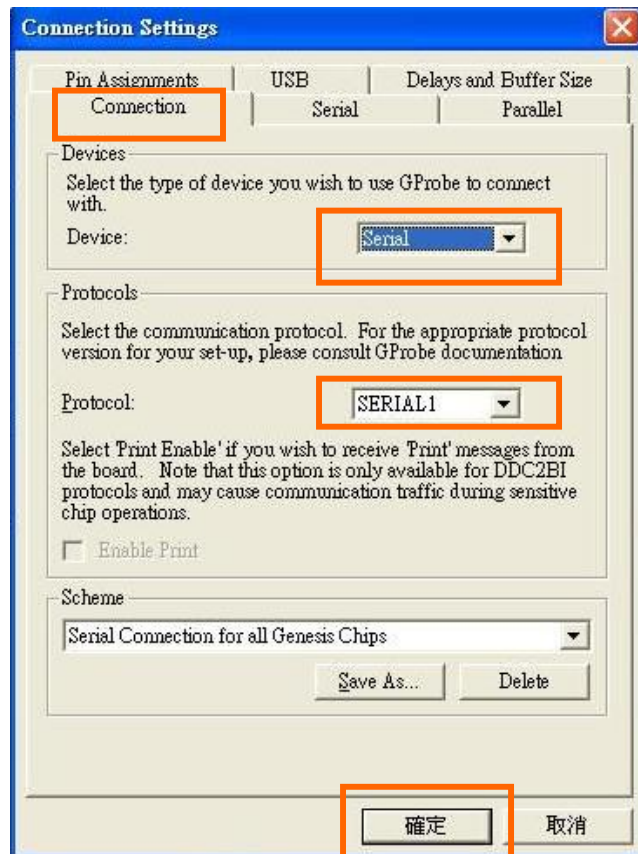 Connection Settings
Pin Assignments USB Delays and Buffer Size
Connection Serial Parallel
Devices
Select the type of device you wish to use GProbe to connect
with.
Device: Serial
Protocols
Select the communication protocol. For the appropriate protocol
version for your set-up, please consult GProbe documentation
Protocol: SERIAL1
Select 'Print Enable' if you wish to receive 'Print' messages from
the board. Note that this option is only available for DDC2BI
protocols and may cause communication traffic during sensitive
chip operations.
Enable Print
Scheme
Serial Connection for all Genesis Chips
Save As... Delete
確定 取消